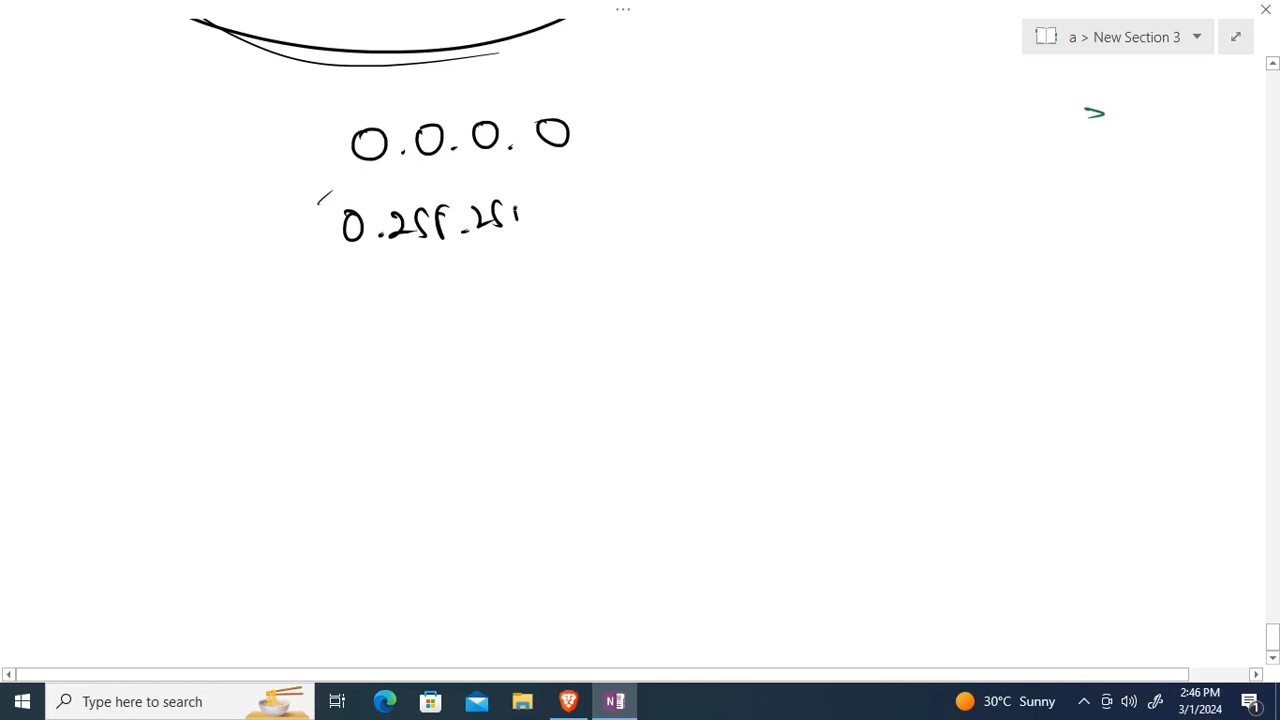 ...
a > New Section 3
0.0.0.0
0.255.25
Type here to search
30°C Sunny
2:46 PM
3/1/2024
1